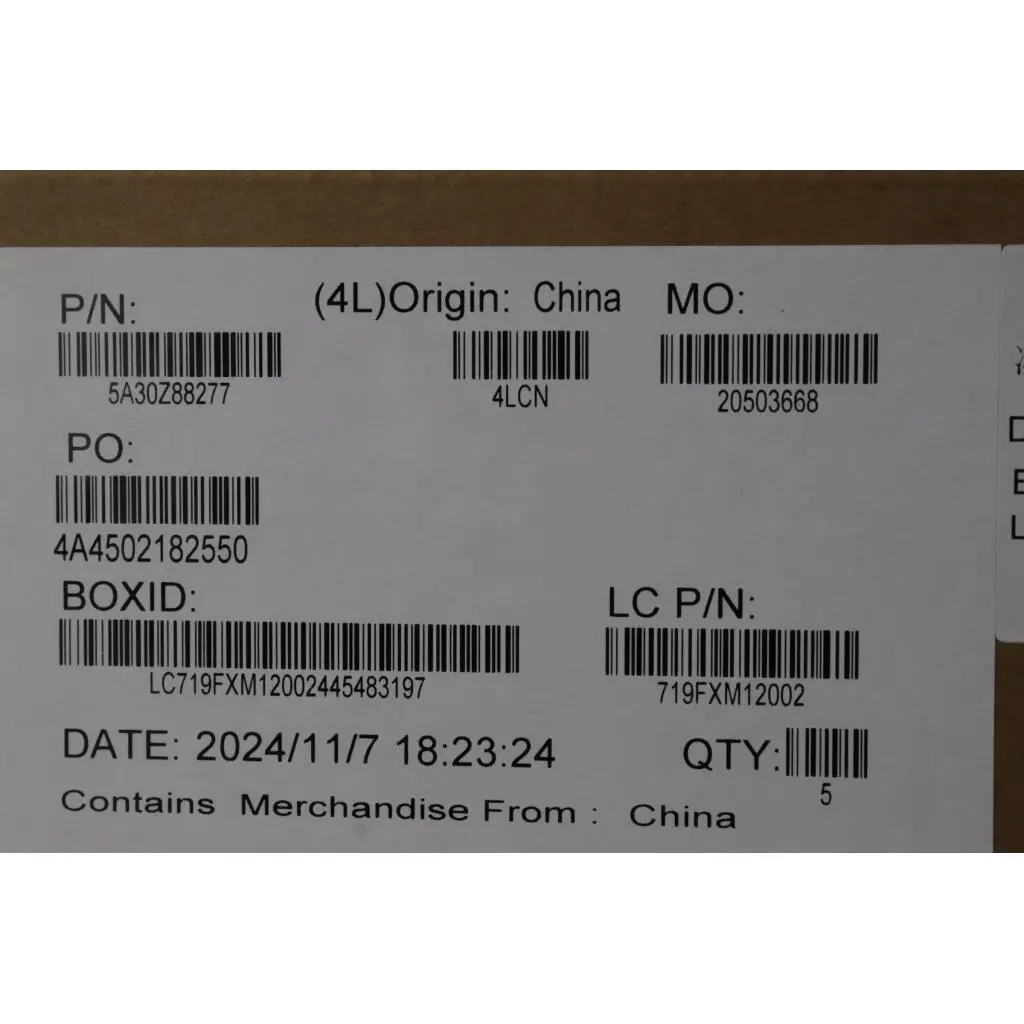 P/N: (4L)Origin: China MO:
5A30Z88277 4LCN 20503668
PO:
4A4502182550
BOXID: LC P/N:
LC719FXM12002445483197 719FXM12002
DATE: 2024/11/7 18:23:24 QTY:
5
Contains Merchandise From : China